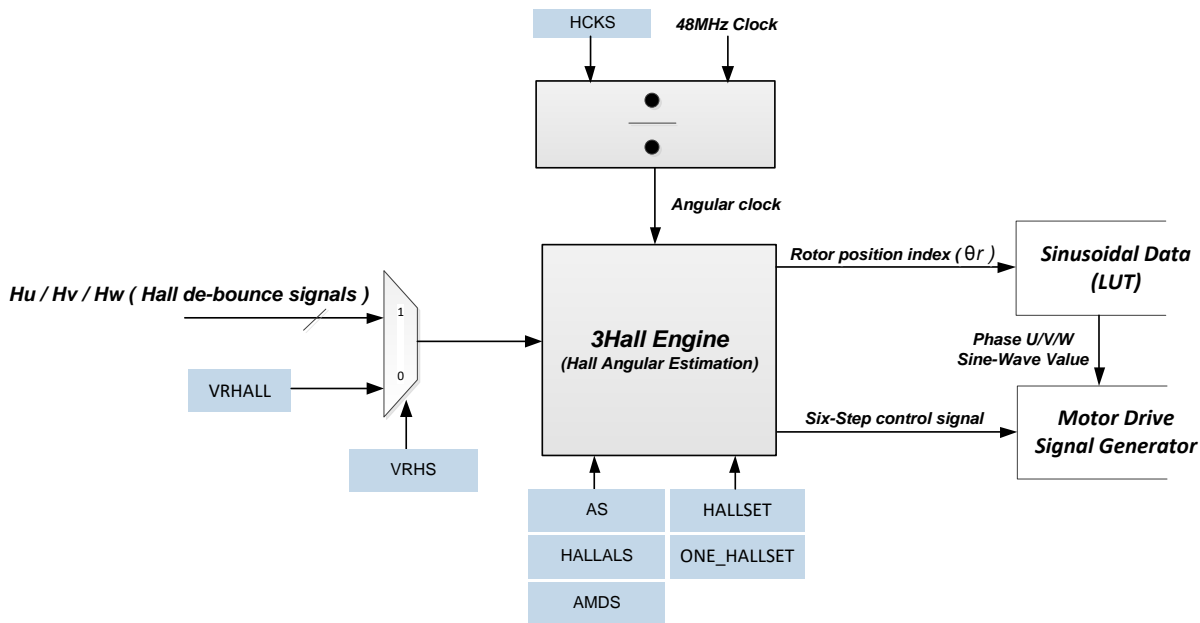 HCKS
48MHz Clock
Angular clock
Hu / Hv / Hw ( Hall de-bounce signals )
1
0
VRHALL
VRHS
3Hall Engine
(Hall Angular Estimation)
Rotor position index ( θr )
Sinusoidal Data
(LUT)
Phase U/V/W
Sine-Wave Value
Six-Step control signal
Motor Drive
Signal Generator
AS
HALLALS
AMDS
HALLSET
ONE_HALLSET